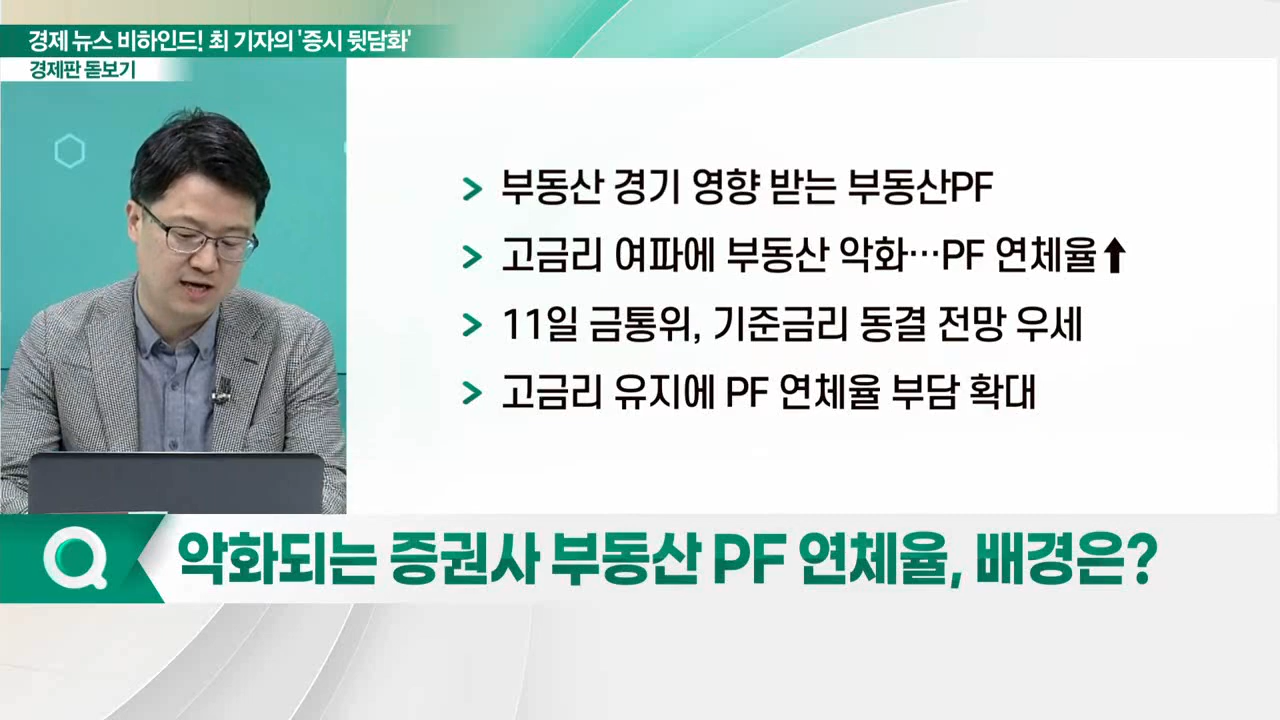 경제 뉴스 비하인드! 최 기자의 '증시 뒷담화'
경제판 돋보기
> 부동산 경기 영향 받는 부동산PF
> 고금리 여파에 부동산 악화…PF 연체율⬆
> 11일 금통위, 기준금리 동결 전망 우세
> 고금리 유지에 PF 연체율 부담 확대
Q 악화되는 증권사 부동산 PF 연체율, 배경은?